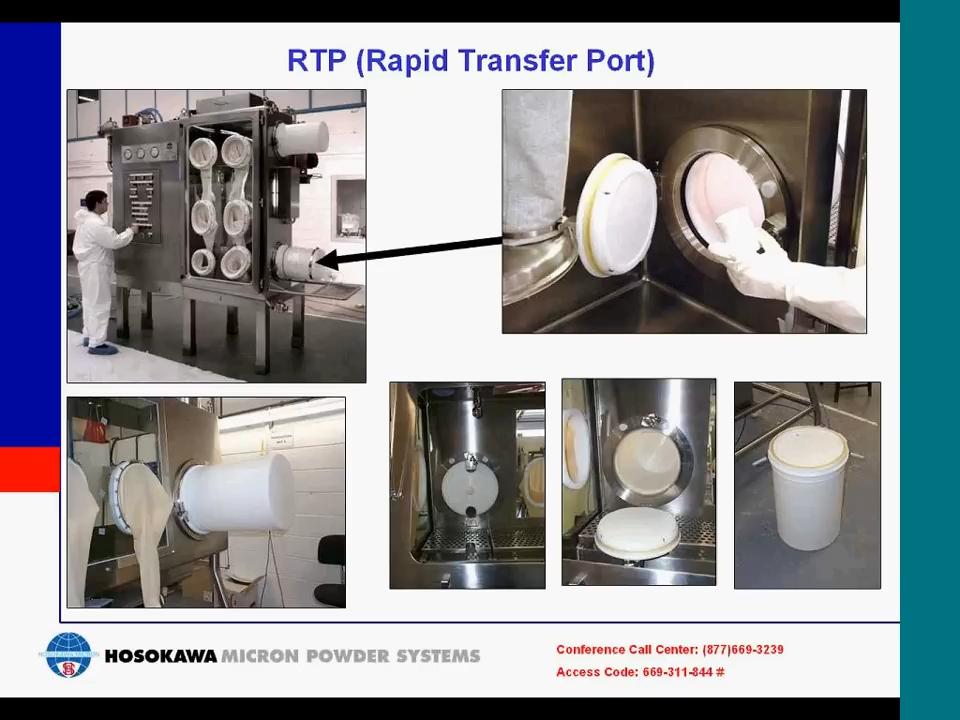 RTP (Rapid Transfer Port)
HOSOKAWA MICRON POWDER SYSTEMS
Conference Call Center: (877)669-3239
Access Code: 669-311-844 #